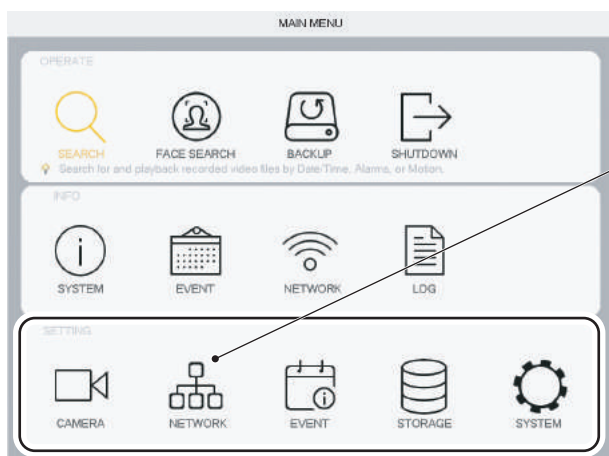 MAIN MENU
OPERATE
SEARCH FACE SEARCH BACKUP SHUTDOWN
Search for and playback recorded video files by Date/Time, Alarms, or Motion.
INFO
SYSTEM EVENT NETWORK LOG
SETTING
CAMERA NETWORK EVENT STORAGE SYSTEM